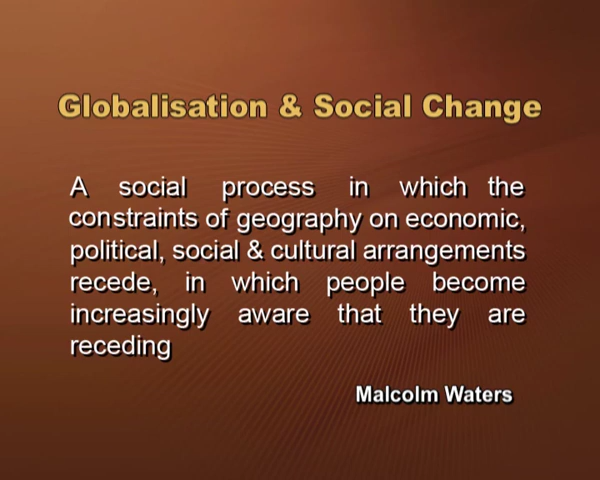 Globalisation & Social Change
A social process in which the
constraints of geography on economic,
political, social & cultural arrangements
recede, in which people become
increasingly aware that they are
receding
Malcolm Waters